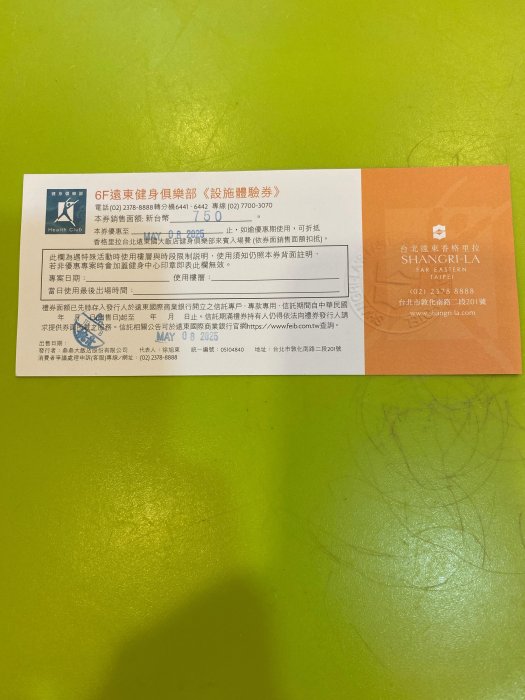 健身俱樂部
Health Club
6F遠東健身俱樂部《設施體驗券》
電話(02) 2378-8888轉分機6441、6442 專線 (02) 7700-3070
本券銷售面額: 新台幣 750 。
本券優惠至 MAY 08 2025 止,如逾優惠期使用,可折抵
香格里拉台北遠東國際大飯店健身俱樂部來賓入場費 (依券面銷售面額扣抵)。
此欄為遇特殊活動時使用樓層與時段限制說明,使用須知仍照本券背面註明,
若非優惠專案時會加蓋健身中心印章即表此欄無效。
專案日期: 使用樓層:
當日使用最後出場時間:
禮券面額已先除存入發行人於遠東國際商業銀行開立之信託專戶,專款專用,信託期間自中華民國
年 月 日(出售日)起至 年 月 日止。信託期滿禮券持有人仍得依法向禮券發行人請
求提供券面所載之服務。信託相關公告可於遠東國際商業銀行官網https://www.feib.com.tw查詢。
出售日期: MAY 08 2025
發行者: 鼎鼎大飯店股份有限公司 代表人: 徐旭東 統一編號: 05104840 地址: 台北市敦化南路二段201號
消費者爭議處理申訴(客服)專線/網址: (02) 2378-8888
台北遠東香格里拉
SHANGRI-LA
FAR EASTERN
TAIPEI
(02) 2378 8888
台北市敦化南路二段201號
www.shangri-la.com